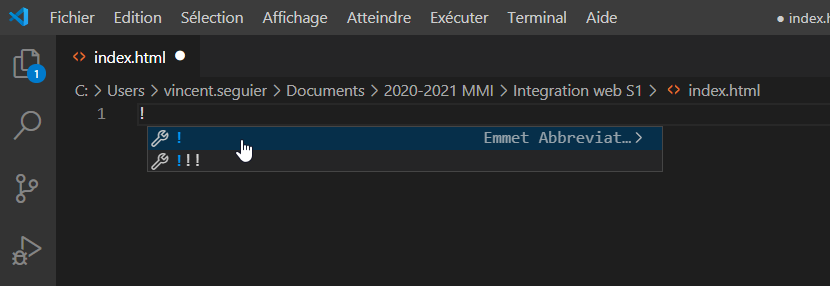 Fichier Edition Sélection Affichage Atteindre Exécuter Terminal Aide ● index.h
index.html ●
1
C: > Users > vincent.seguier > Documents > 2020-2021 MMI > Integration web S1 > index.html
1 !
! Emmet Abbreviat…>
!!!